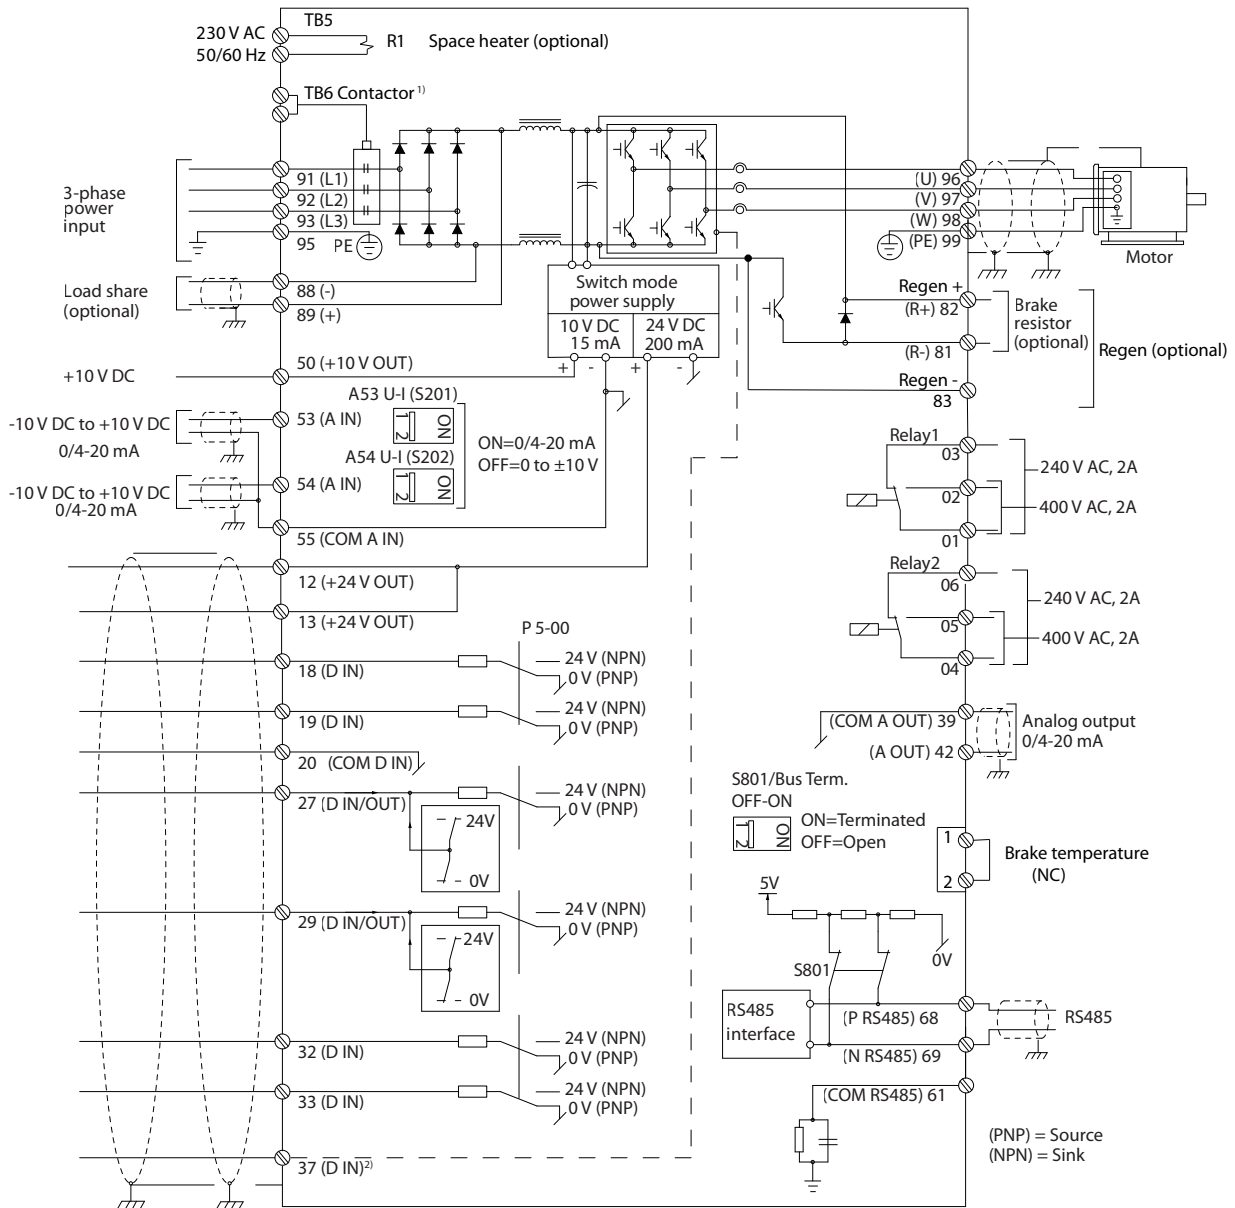 TB5
230 V AC
50/60 Hz
R1
Space heater (optional)
TB6 Contactor 1)
3-phase
power
input
91 (L1)
92 (L2)
93 (L3)
95
PE
(U) 96
(V) 97
(W) 98
(PE) 99
Motor
Load share
(optional)
88 (-)
89 (+)
Switch mode
power supply
10 V DC
15 mA
24 V DC
200 mA
+
-
+
-
Regen +
(R+) 82
Brake
resistor
(optional)
(R-) 81
Regen -
83
Regen (optional)
+10 V DC
50 (+10 V OUT)
-10 V DC to +10 V DC
0/4-20 mA
53 (A IN)
A53 U-I (S201)
1 2
ON
A54 U-I (S202)
1 2
ON
ON=0/4-20 mA
OFF=0 to ±10 V
-10 V DC to +10 V DC
0/4-20 mA
54 (A IN)
55 (COM A IN)
Relay1
03
02
01
240 V AC, 2A
400 V AC, 2A
Relay2
06
05
04
240 V AC, 2A
400 V AC, 2A
12 (+24 V OUT)
13 (+24 V OUT)
P 5-00
18 (D IN)
24 V (NPN)
0 V (PNP)
19 (D IN)
24 V (NPN)
0 V (PNP)
20 (COM D IN)
27 (D IN/OUT)
24 V (NPN)
0 V (PNP)
24V
0V
29 (D IN/OUT)
24 V (NPN)
0 V (PNP)
24V
0V
32 (D IN)
24 V (NPN)
0 V (PNP)
33 (D IN)
24 V (NPN)
0 V (PNP)
37 (D IN)2)
(COM A OUT) 39
(A OUT) 42
Analog output
0/4-20 mA
S801/Bus Term.
OFF-ON
1 2
ON
ON=Terminated
OFF=Open
1
2
Brake temperature
(NC)
5V
0V
S801
RS485
interface
(P RS485) 68
(N RS485) 69
RS485
(COM RS485) 61
(PNP) = Source
(NPN) = Sink